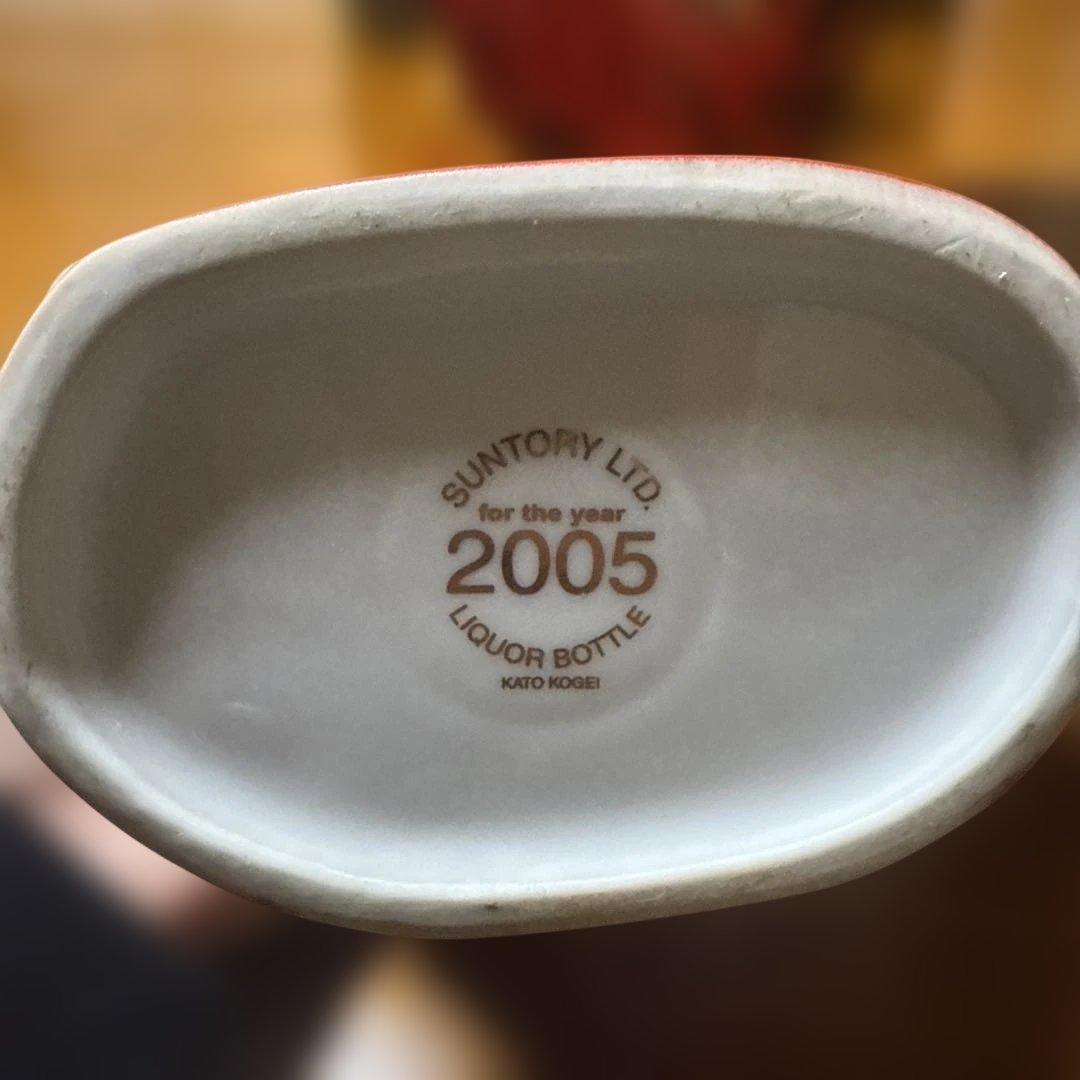 SUNTORY LTD.
for the year
2005
LIQUOR BOTTLE
KATO KOGEI